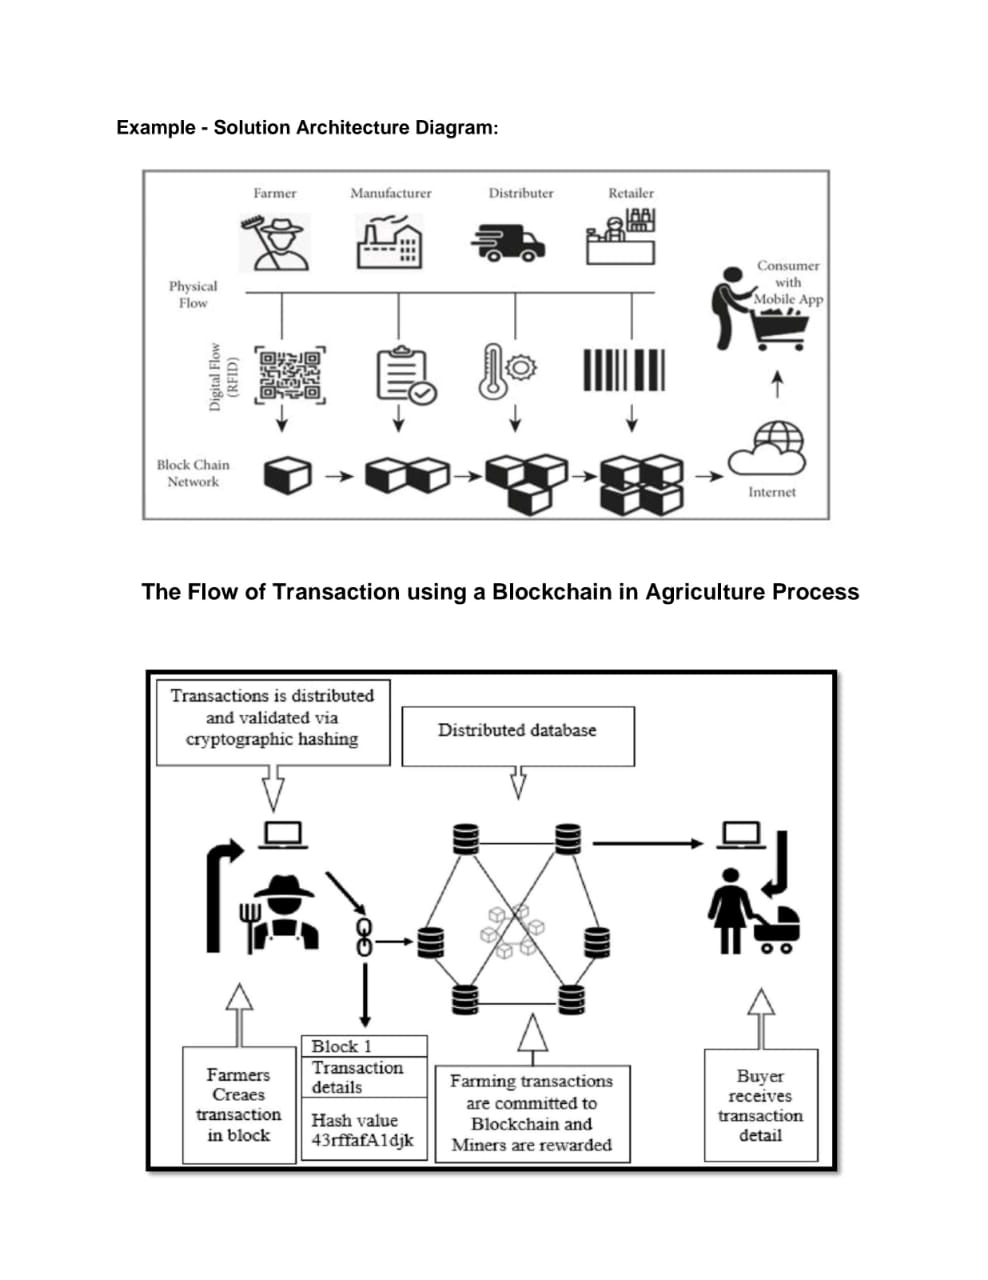 Example - Solution Architecture Diagram:
Farmer
Manufacturer
Distributer
Retailer
Physical
Flow
Consumer
with
Mobile App
Digital Flow
(RFID)
Block Chain
Network
Internet
The Flow of Transaction using a Blockchain in Agriculture Process
Transactions is distributed
and validated via
cryptographic hashing
Distributed database
Farmers
Creaes
transaction
in block
Block 1
Transaction
details
Hash value
43rffafA1djk
Farming transactions
are committed to
Blockchain and
Miners are rewarded
Buyer
receives
transaction
detail